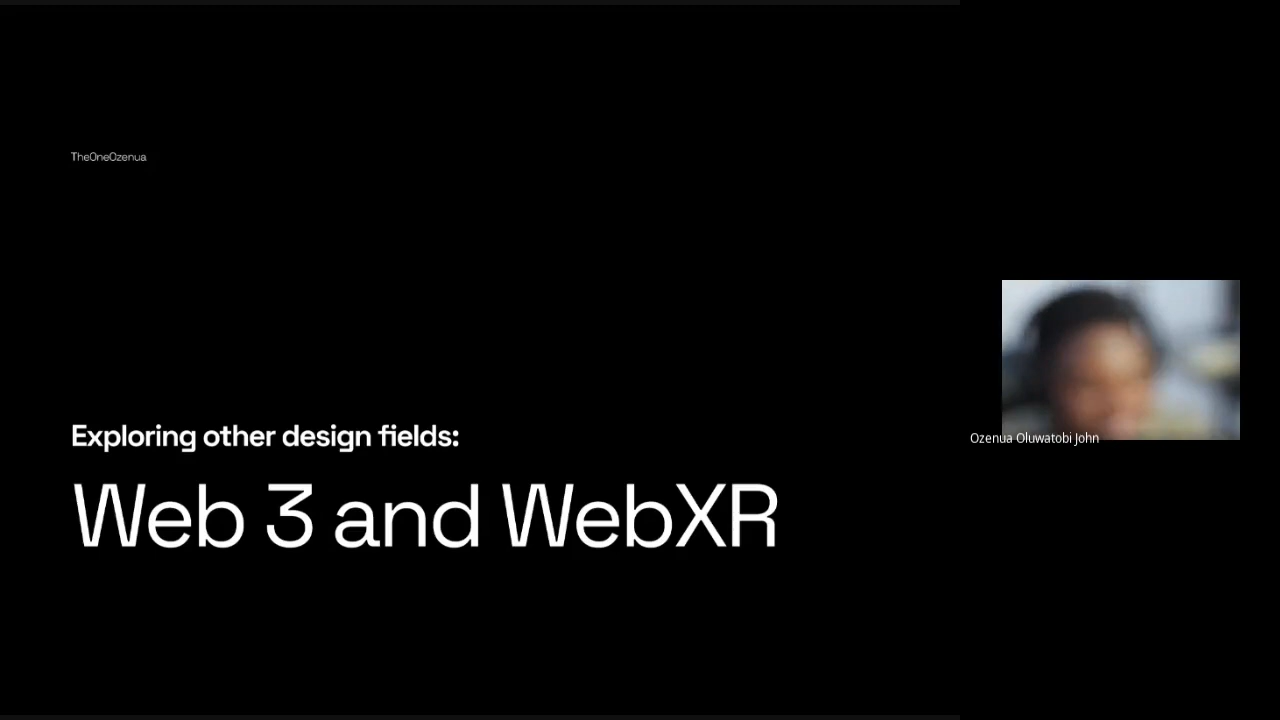 TheOneOzenua
Exploring other design fields:
Web 3 and WebXR
Ozenua Oluwatobi John